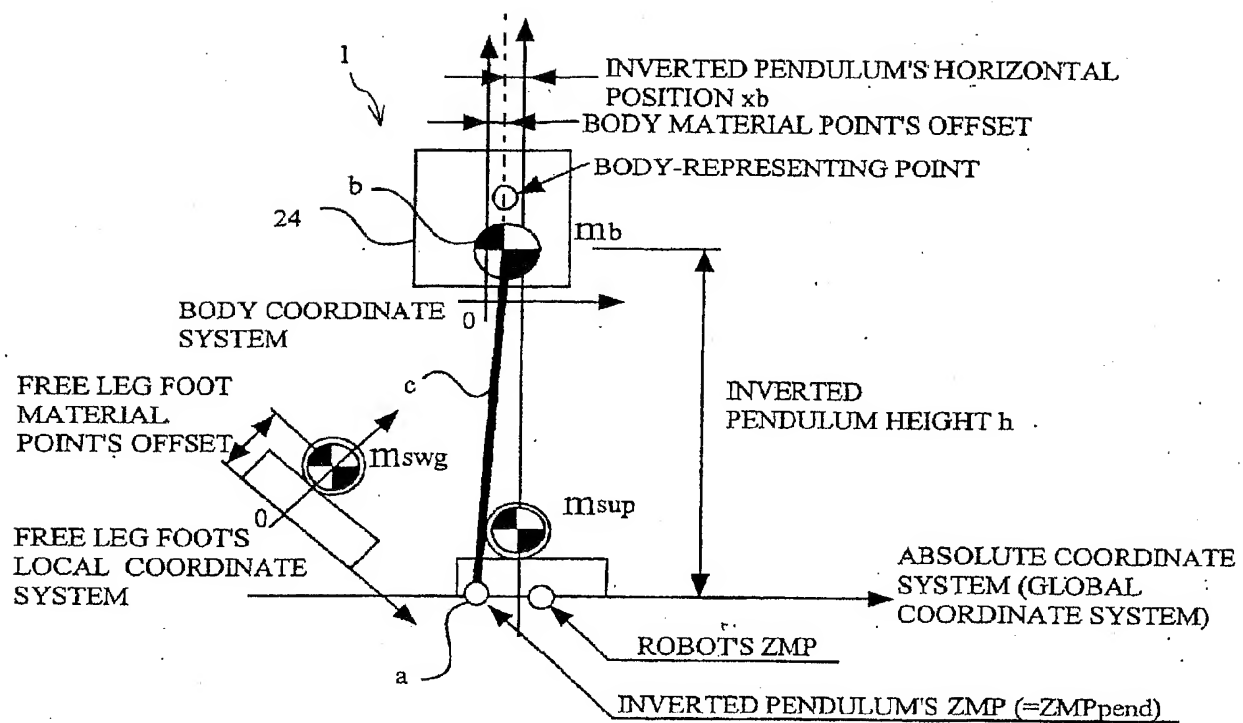 1
INVERTED PENDULUM'S HORIZONTAL
POSITION xb
BODY MATERIAL POINT'S OFFSET
BODY-REPRESENTING POINT
b
24
mb
BODY COORDINATE
SYSTEM
0
c
FREE LEG FOOT
MATERIAL
POINT'S OFFSET
INVERTED
PENDULUM HEIGHT h
mswg
msup
0
FREE LEG FOOT'S
LOCAL COORDINATE
SYSTEM
ABSOLUTE COORDINATE
SYSTEM (GLOBAL
COORDINATE SYSTEM)
ROBOT'S ZMP
a
INVERTED PENDULUM'S ZMP (=ZMPpend)